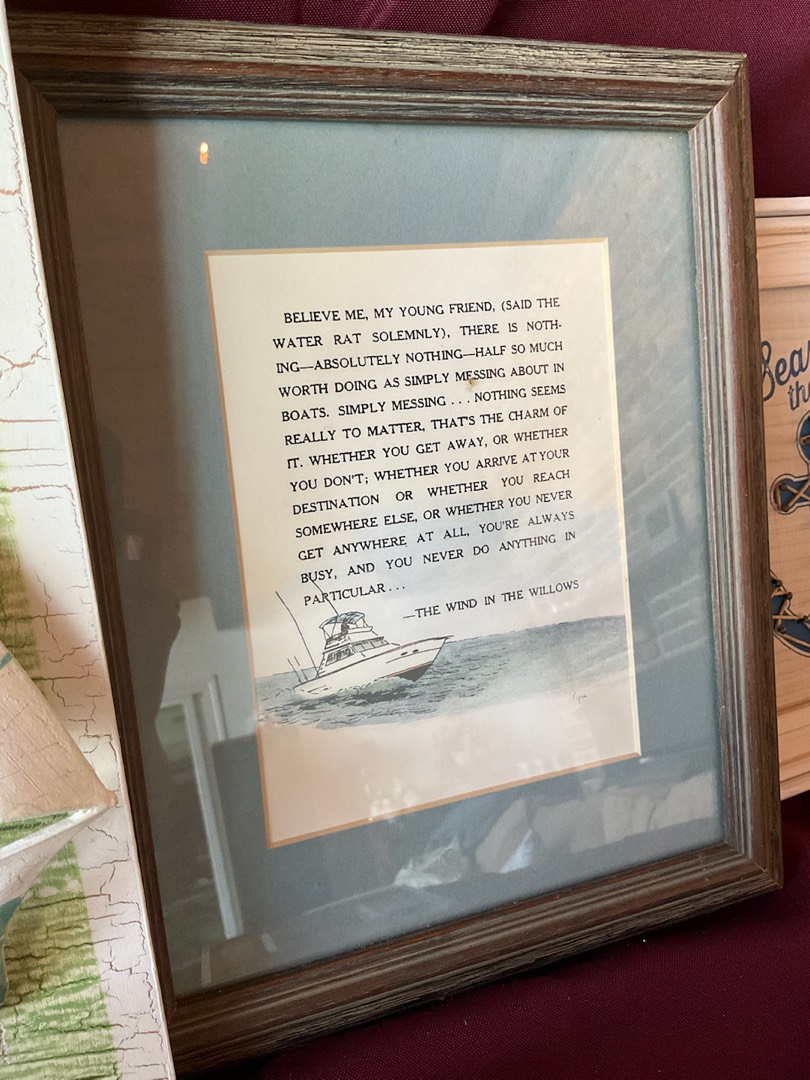 BELIEVE ME, MY YOUNG FRIEND, (SAID THE
WATER RAT SOLEMNLY), THERE IS NOTH-
ING—ABSOLUTELY NOTHING—HALF SO MUCH
WORTH DOING AS SIMPLY MESSING ABOUT IN
BOATS. SIMPLY MESSING . . . NOTHING SEEMS
REALLY TO MATTER, THAT'S THE CHARM OF
IT. WHETHER YOU GET AWAY, OR WHETHER
YOU DON'T; WHETHER YOU ARRIVE AT YOUR
DESTINATION OR WHETHER YOU REACH
SOMEWHERE ELSE, OR WHETHER YOU NEVER
GET ANYWHERE AT ALL, YOU'RE ALWAYS
BUSY, AND YOU NEVER DO ANYTHING IN
PARTICULAR . . .
—THE WIND IN THE WILLOWS